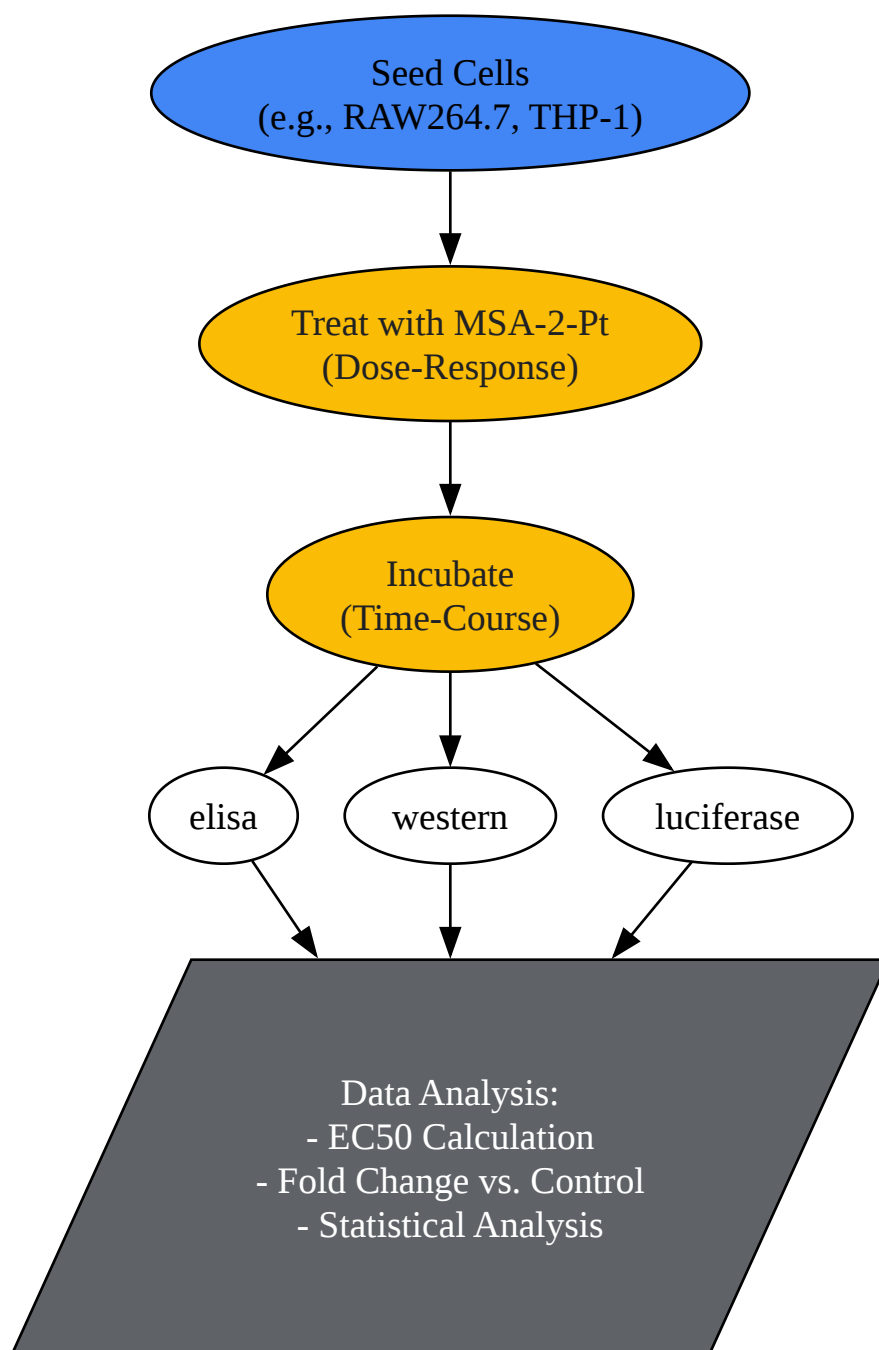 Seed Cells
(e.g., RAW264.7, THP-1)
Treat with MSA-2-Pt
(Dose-Response)
Incubate
(Time-Course)
elisa
western
luciferase
Data Analysis:
- EC50 Calculation
- Fold Change vs. Control
- Statistical Analysis